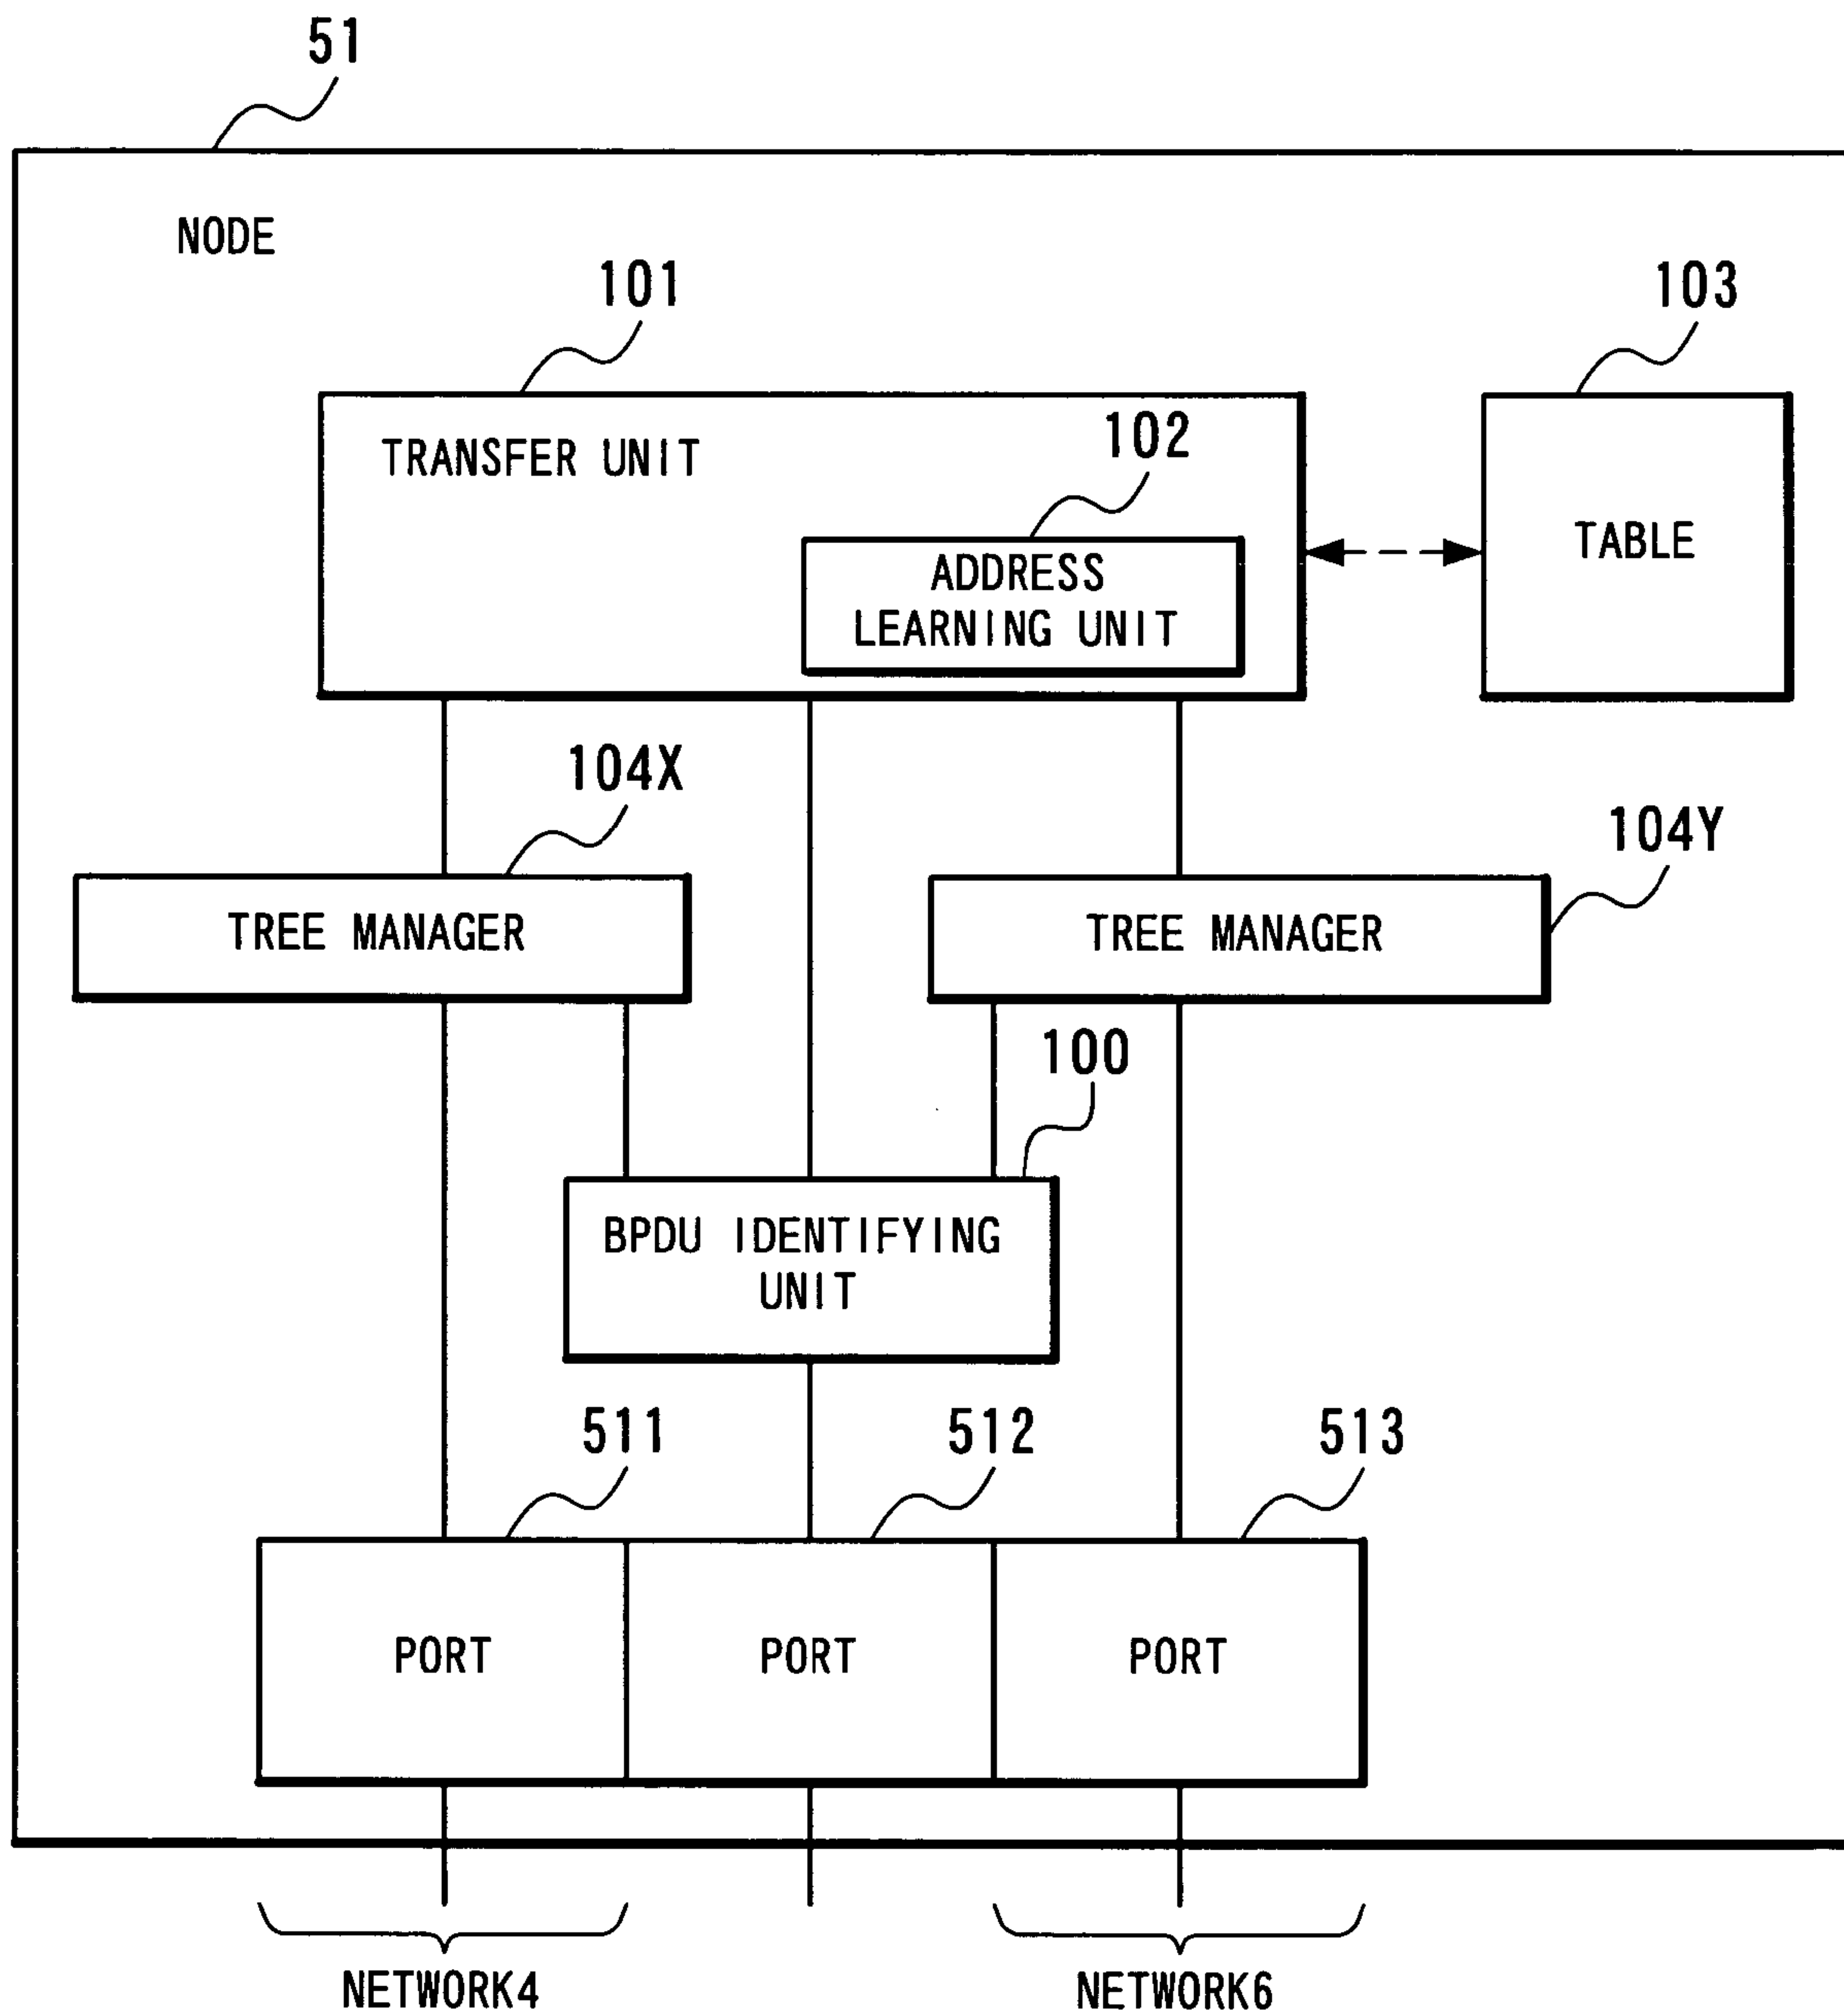 51
NODE
101
103
102
TRANSFER UNIT
TABLE
ADDRESS
LEARNING UNIT
104X
104Y
TREE MANAGER
TREE MANAGER
100
BPDU IDENTIFYING
UNIT
511
512
513
PORT
PORT
PORT
NETWORK4
NETWORK6